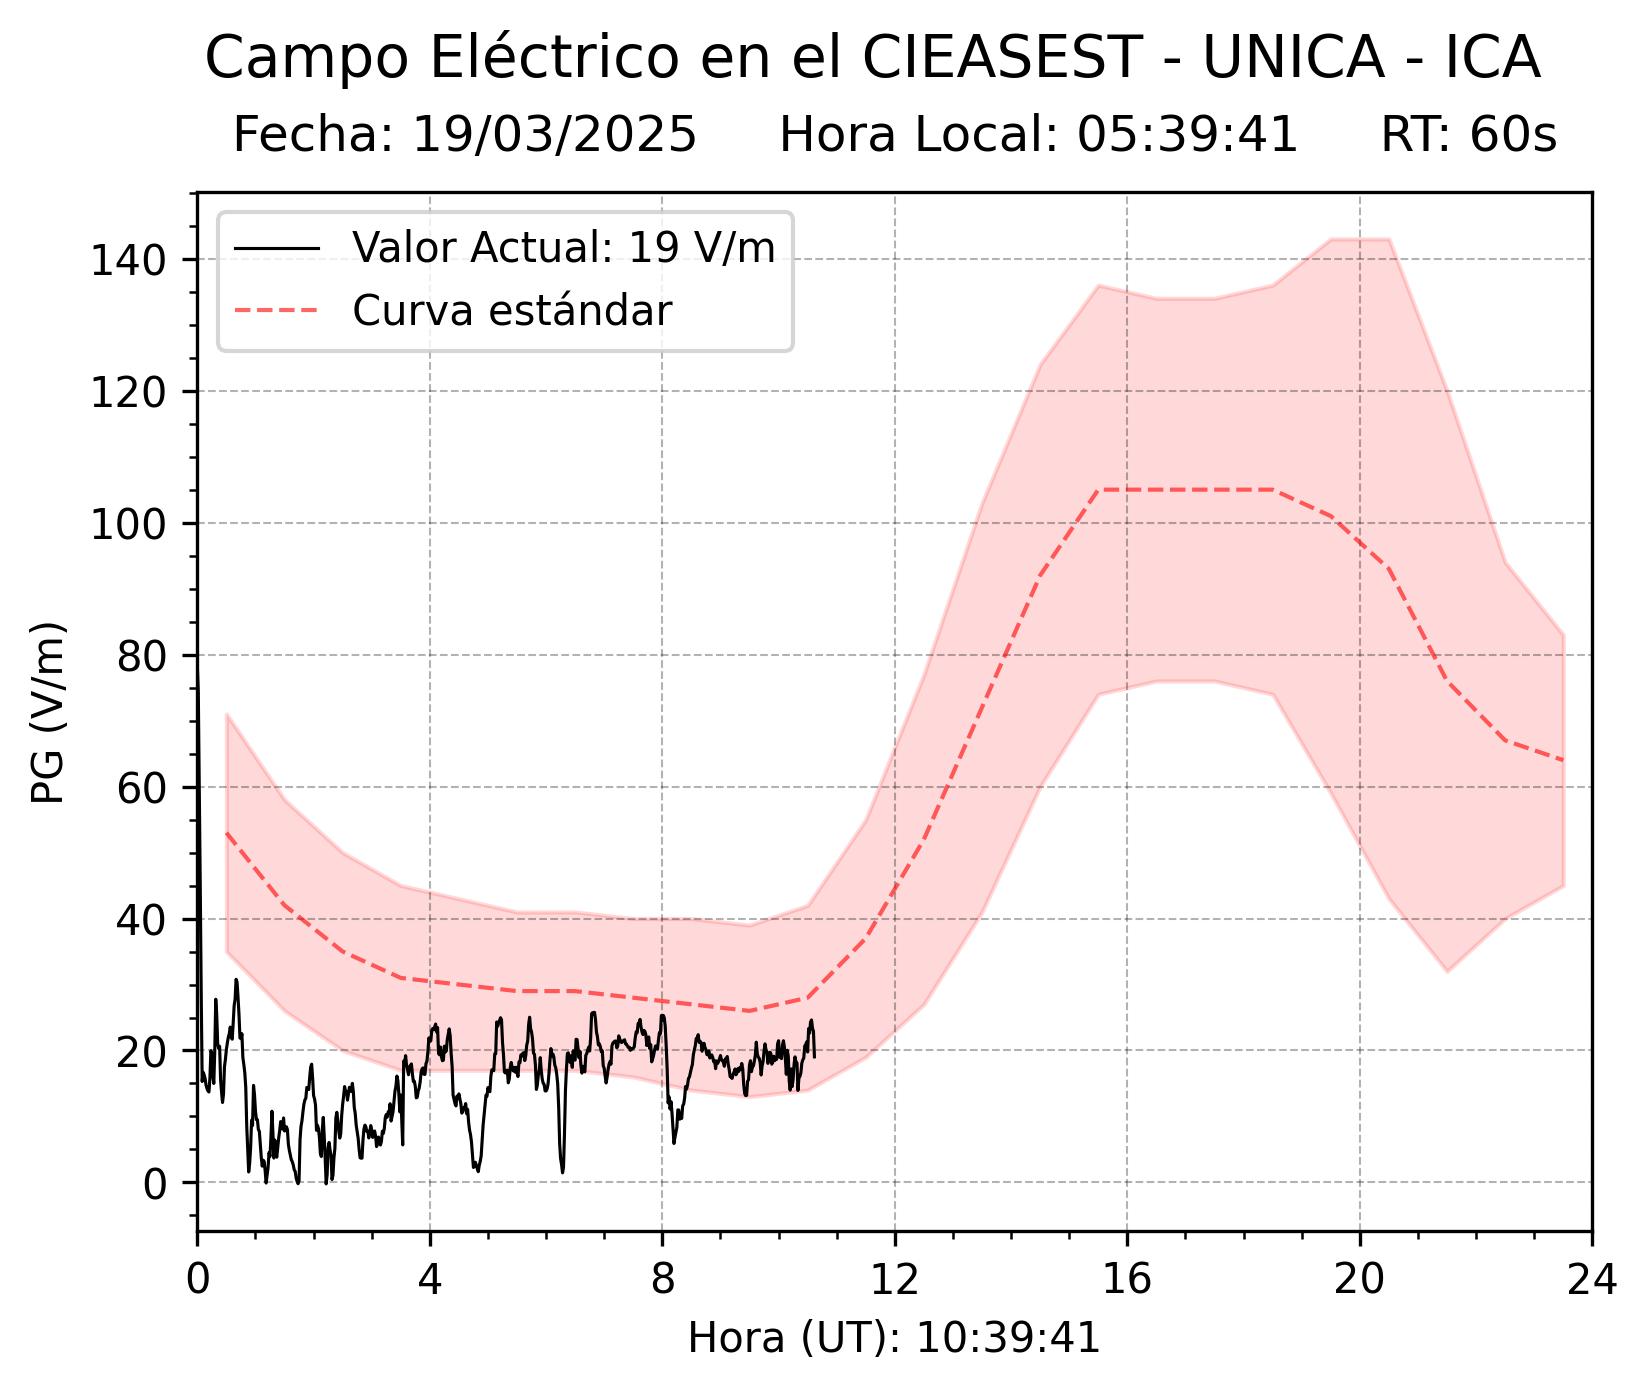 Campo Eléctrico en el CIEASEST - UNICA - ICA
Fecha: 19/03/2025 Hora Local: 05:39:41 RT: 60s
Valor Actual: 19 V/m
Curva estándar
PG (V/m)
140
120
100
80
60
40
20
0
0 4 8 12 16 20 24
Hora (UT): 10:39:41